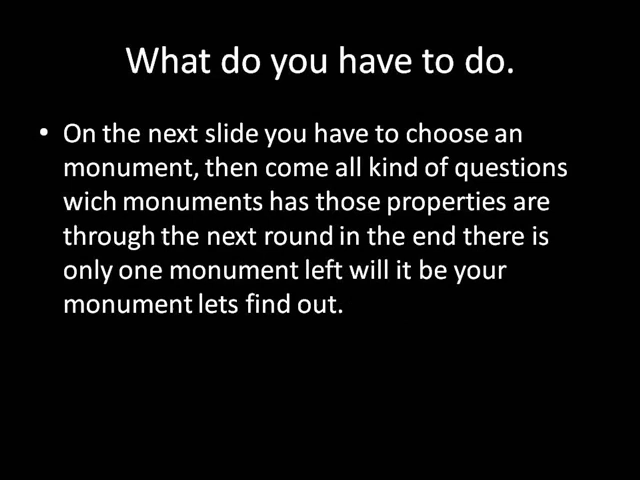 What do you have to do.
• On the next slide you have to choose an
monument, then come all kind of questions
wich monuments has those properties are
through the next round in the end there is
only one monument left will it be your
monument lets find out.